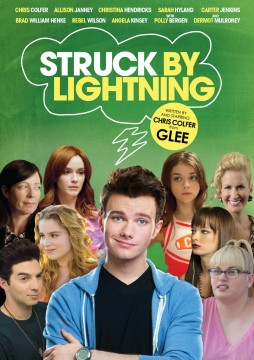 CHRIS COLFER ALLISON JANNEY CHRISTINA HENDRICKS SARAH HYLAND CARTER JENKINS
BRAD WILLIAM HENKE REBEL WILSON ANGELA KINSEY WITH POLLY BERGEN AND DERMOT MULRONEY
STRUCK BY
LIGHTNING
WRITTEN BY
AND STARRING
CHRIS COLFER
from
GLEE